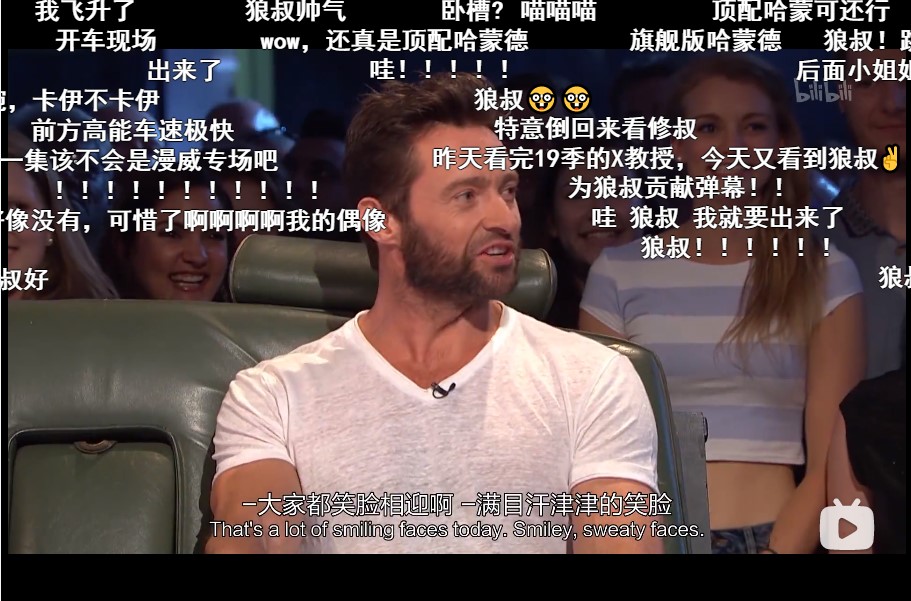 我飞升了 狼叔帅气 卧槽? 喵喵喵 顶配哈蒙可还行
开车现场 wow，还真是顶配哈蒙德 旗舰版哈蒙德 狼叔！
出来了 哇！！！！！ 后面小姐
，卡伊不卡伊 狼叔
bilibili
前方高能车速极快 特意倒回来看修叔
一集该不会是漫威专场吧 昨天看完19季的X教授，今天又看到狼叔✌
！！！！！！！！！！！ 为狼叔贡献弹幕！！
像没有，可惜了啊啊啊啊我的偶像 哇 狼叔 我就要出来了
狼叔！！！！！！
叔好 狼
–大家都笑脸相迎啊 –满目汗津津的笑脸
That's a lot of smiling faces today. Smiley, sweaty faces.